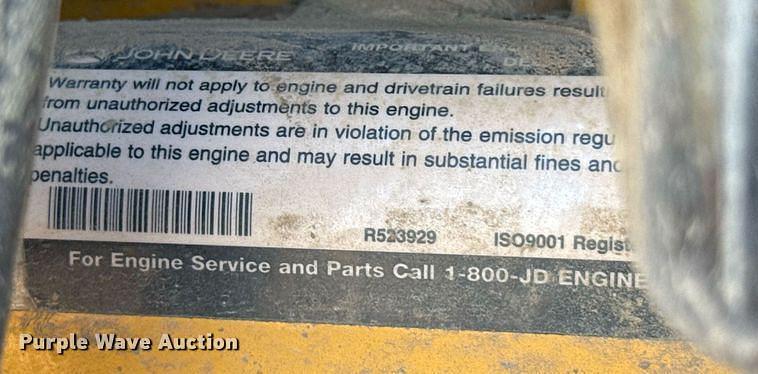 JOHN DEERE IMPORTANT
Warranty will not apply to engine and drivetrain failures result
from unauthorized adjustments to this engine.
Unauthorized adjustments are in violation of the emission regu
applicable to this engine and may result in substantial fines and
penalties.
R523929 ISO9001 Regist
For Engine Service and Parts Call 1-800-JD ENGINE
Purple Wave Auction